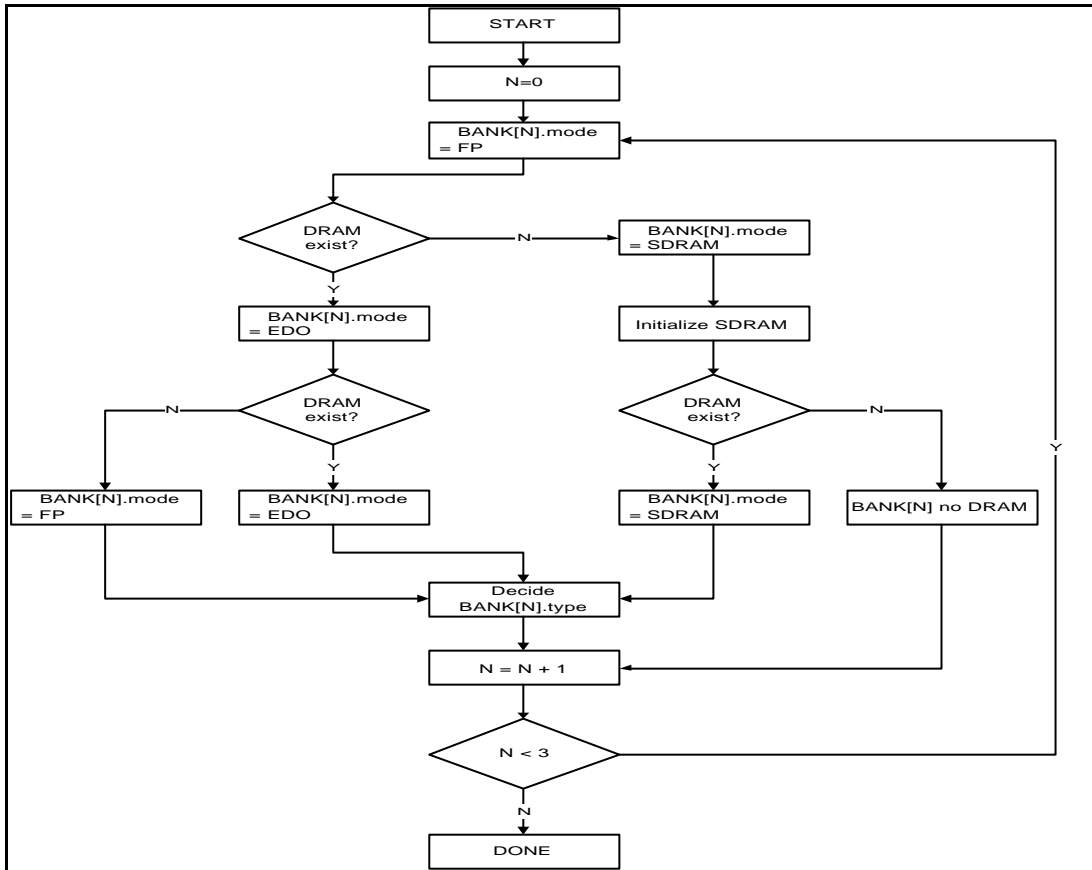 START
N=0
BANK[N].mode
= FP
DRAM
exist?
N
BANK[N].mode
= SDRAM
Y
BANK[N].mode
= EDO
Initialize SDRAM
DRAM
exist?
N
DRAM
exist?
N
Y
Y
Y
BANK[N].mode
= FP
BANK[N].mode
= EDO
BANK[N].mode
= SDRAM
BANK[N] no DRAM
Decide
BANK[N].type
N = N + 1
N < 3
N
DONE